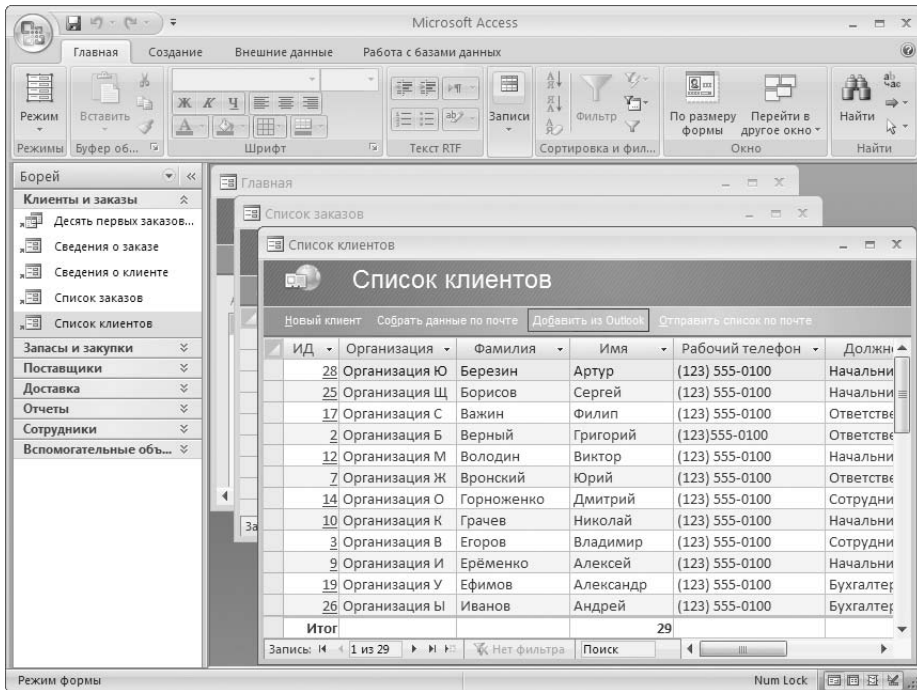 Microsoft Access
Главная Создание Внешние данные Работа с базами данных
Режим Вставить Ж К Ч Записи Фильтр По размеру формы Перейти в другое окно Найти
Режимы Буфер об... Шрифт Текст RTF Сортировка и фил... Окно Найти
Борей
Клиенты и заказы
Десять первых заказов...
Сведения о заказе
Сведения о клиенте
Список заказов
Список клиентов
Запасы и закупки
Поставщики
Доставка
Отчеты
Сотрудники
Вспомогательные объ...
Главная
Список заказов
Список клиентов
Список клиентов
Новый клиент Собрать данные по почте Добавить из Outlook Отправить список по почте
ИД Организация Фамилия Имя Рабочий телефон Должн
28 Организация Ю Березин Артур (123) 555-0100 Начальни
25 Организация Щ Борисов Сергей (123) 555-0100 Начальни
17 Организация С Важин Филип (123) 555-0100 Ответстве
2 Организация Б Верный Григорий (123)555-0100 Ответстве
12 Организация М Володин Виктор (123) 555-0100 Начальни
7 Организация Ж Вронский Юрий (123) 555-0100 Ответстве
14 Организация О Горноженко Дмитрий (123) 555-0100 Сотрудни
10 Организация К Грачев Николай (123) 555-0100 Начальни
3 Организация В Егоров Владимир (123) 555-0100 Сотрудни
9 Организация И Ерёменко Алексей (123) 555-0100 Начальни
19 Организация У Ефимов Александр (123) 555-0100 Бухгалтер
26 Организация Ы Иванов Андрей (123) 555-0100 Бухгалтер
Итог 29
За
Запись: 1 из 29 Нет фильтра Поиск
Режим формы Num Lock